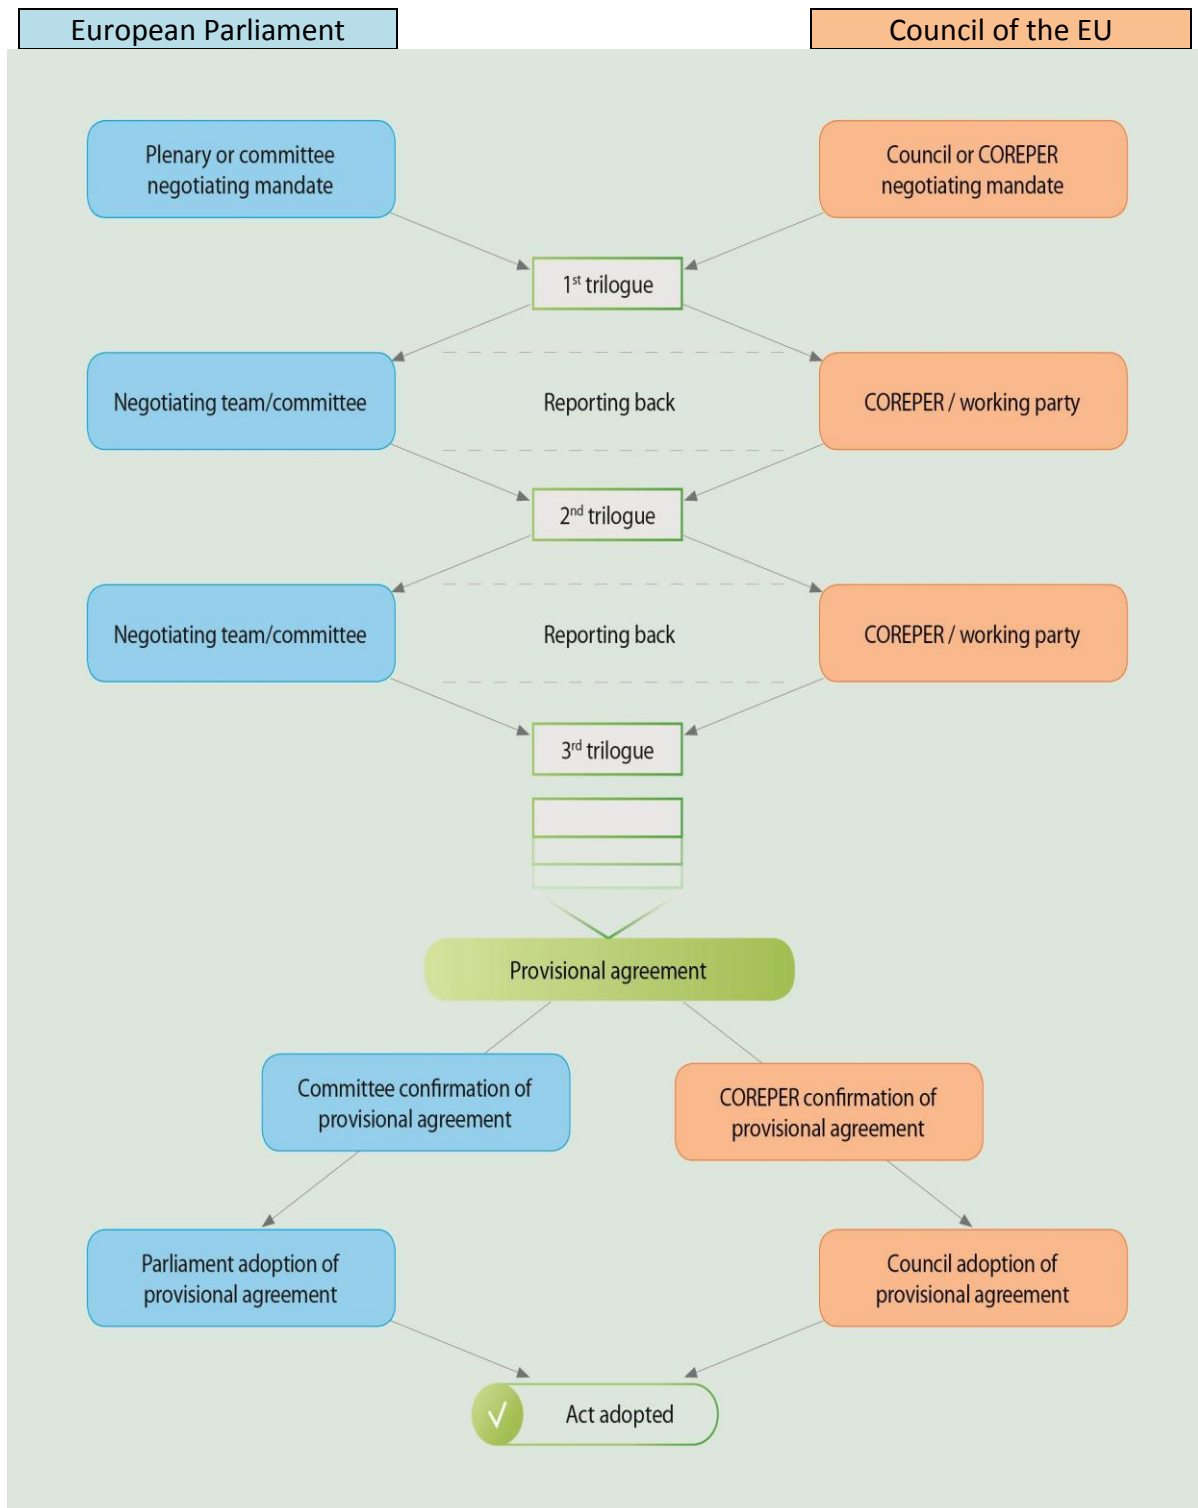 European Parliament
Council of the EU
Plenary or committee
negotiating mandate
Council or COREPER
negotiating mandate
1st trilogue
Negotiating team/committee
Reporting back
COREPER / working party
2nd trilogue
Negotiating team/committee
Reporting back
COREPER / working party
3rd trilogue
Provisional agreement
Committee confirmation of
provisional agreement
COREPER confirmation of
provisional agreement
Parliament adoption of
provisional agreement
Council adoption of
provisional agreement
√ Act adopted